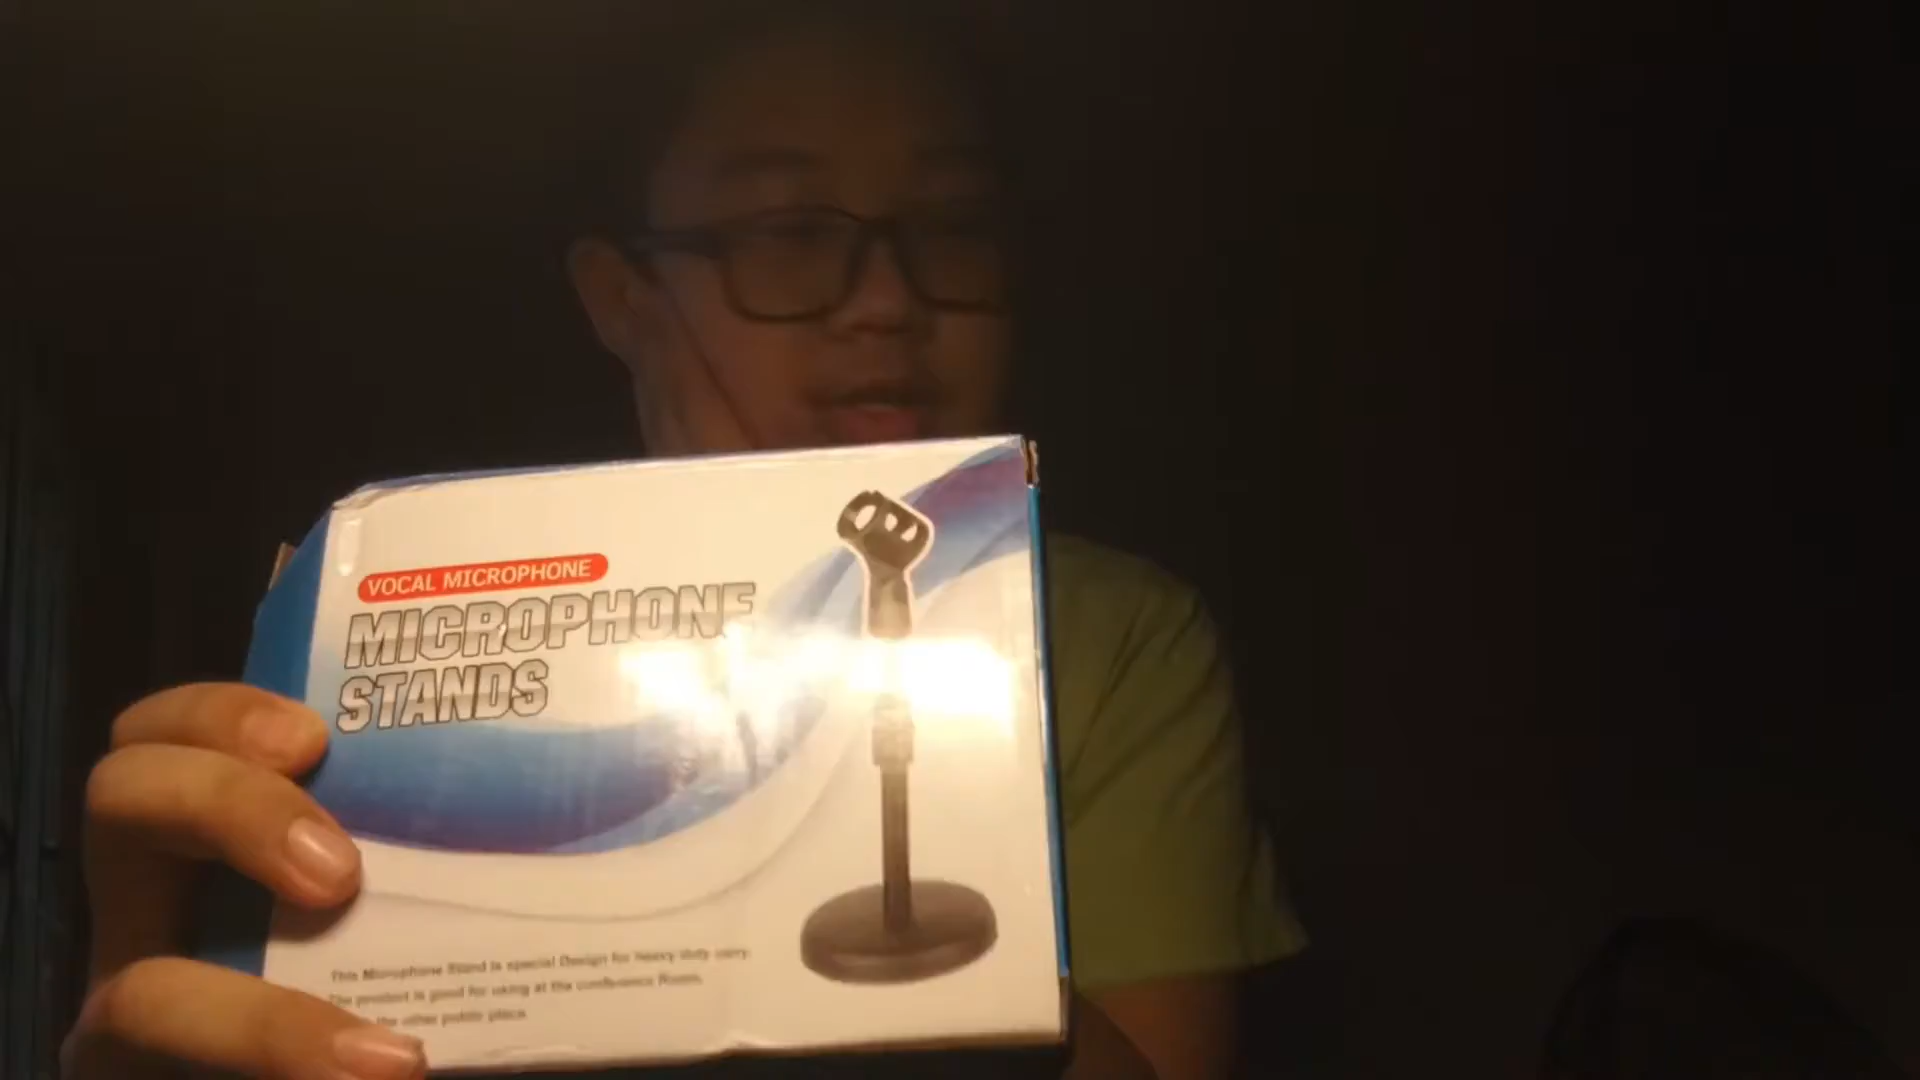 VOCAL MICROPHONE
MICROPHONE
STANDS
This Microphone Stand is special Design for heavy duty carry.
The product is good for using at the conference Room,
the other public place.